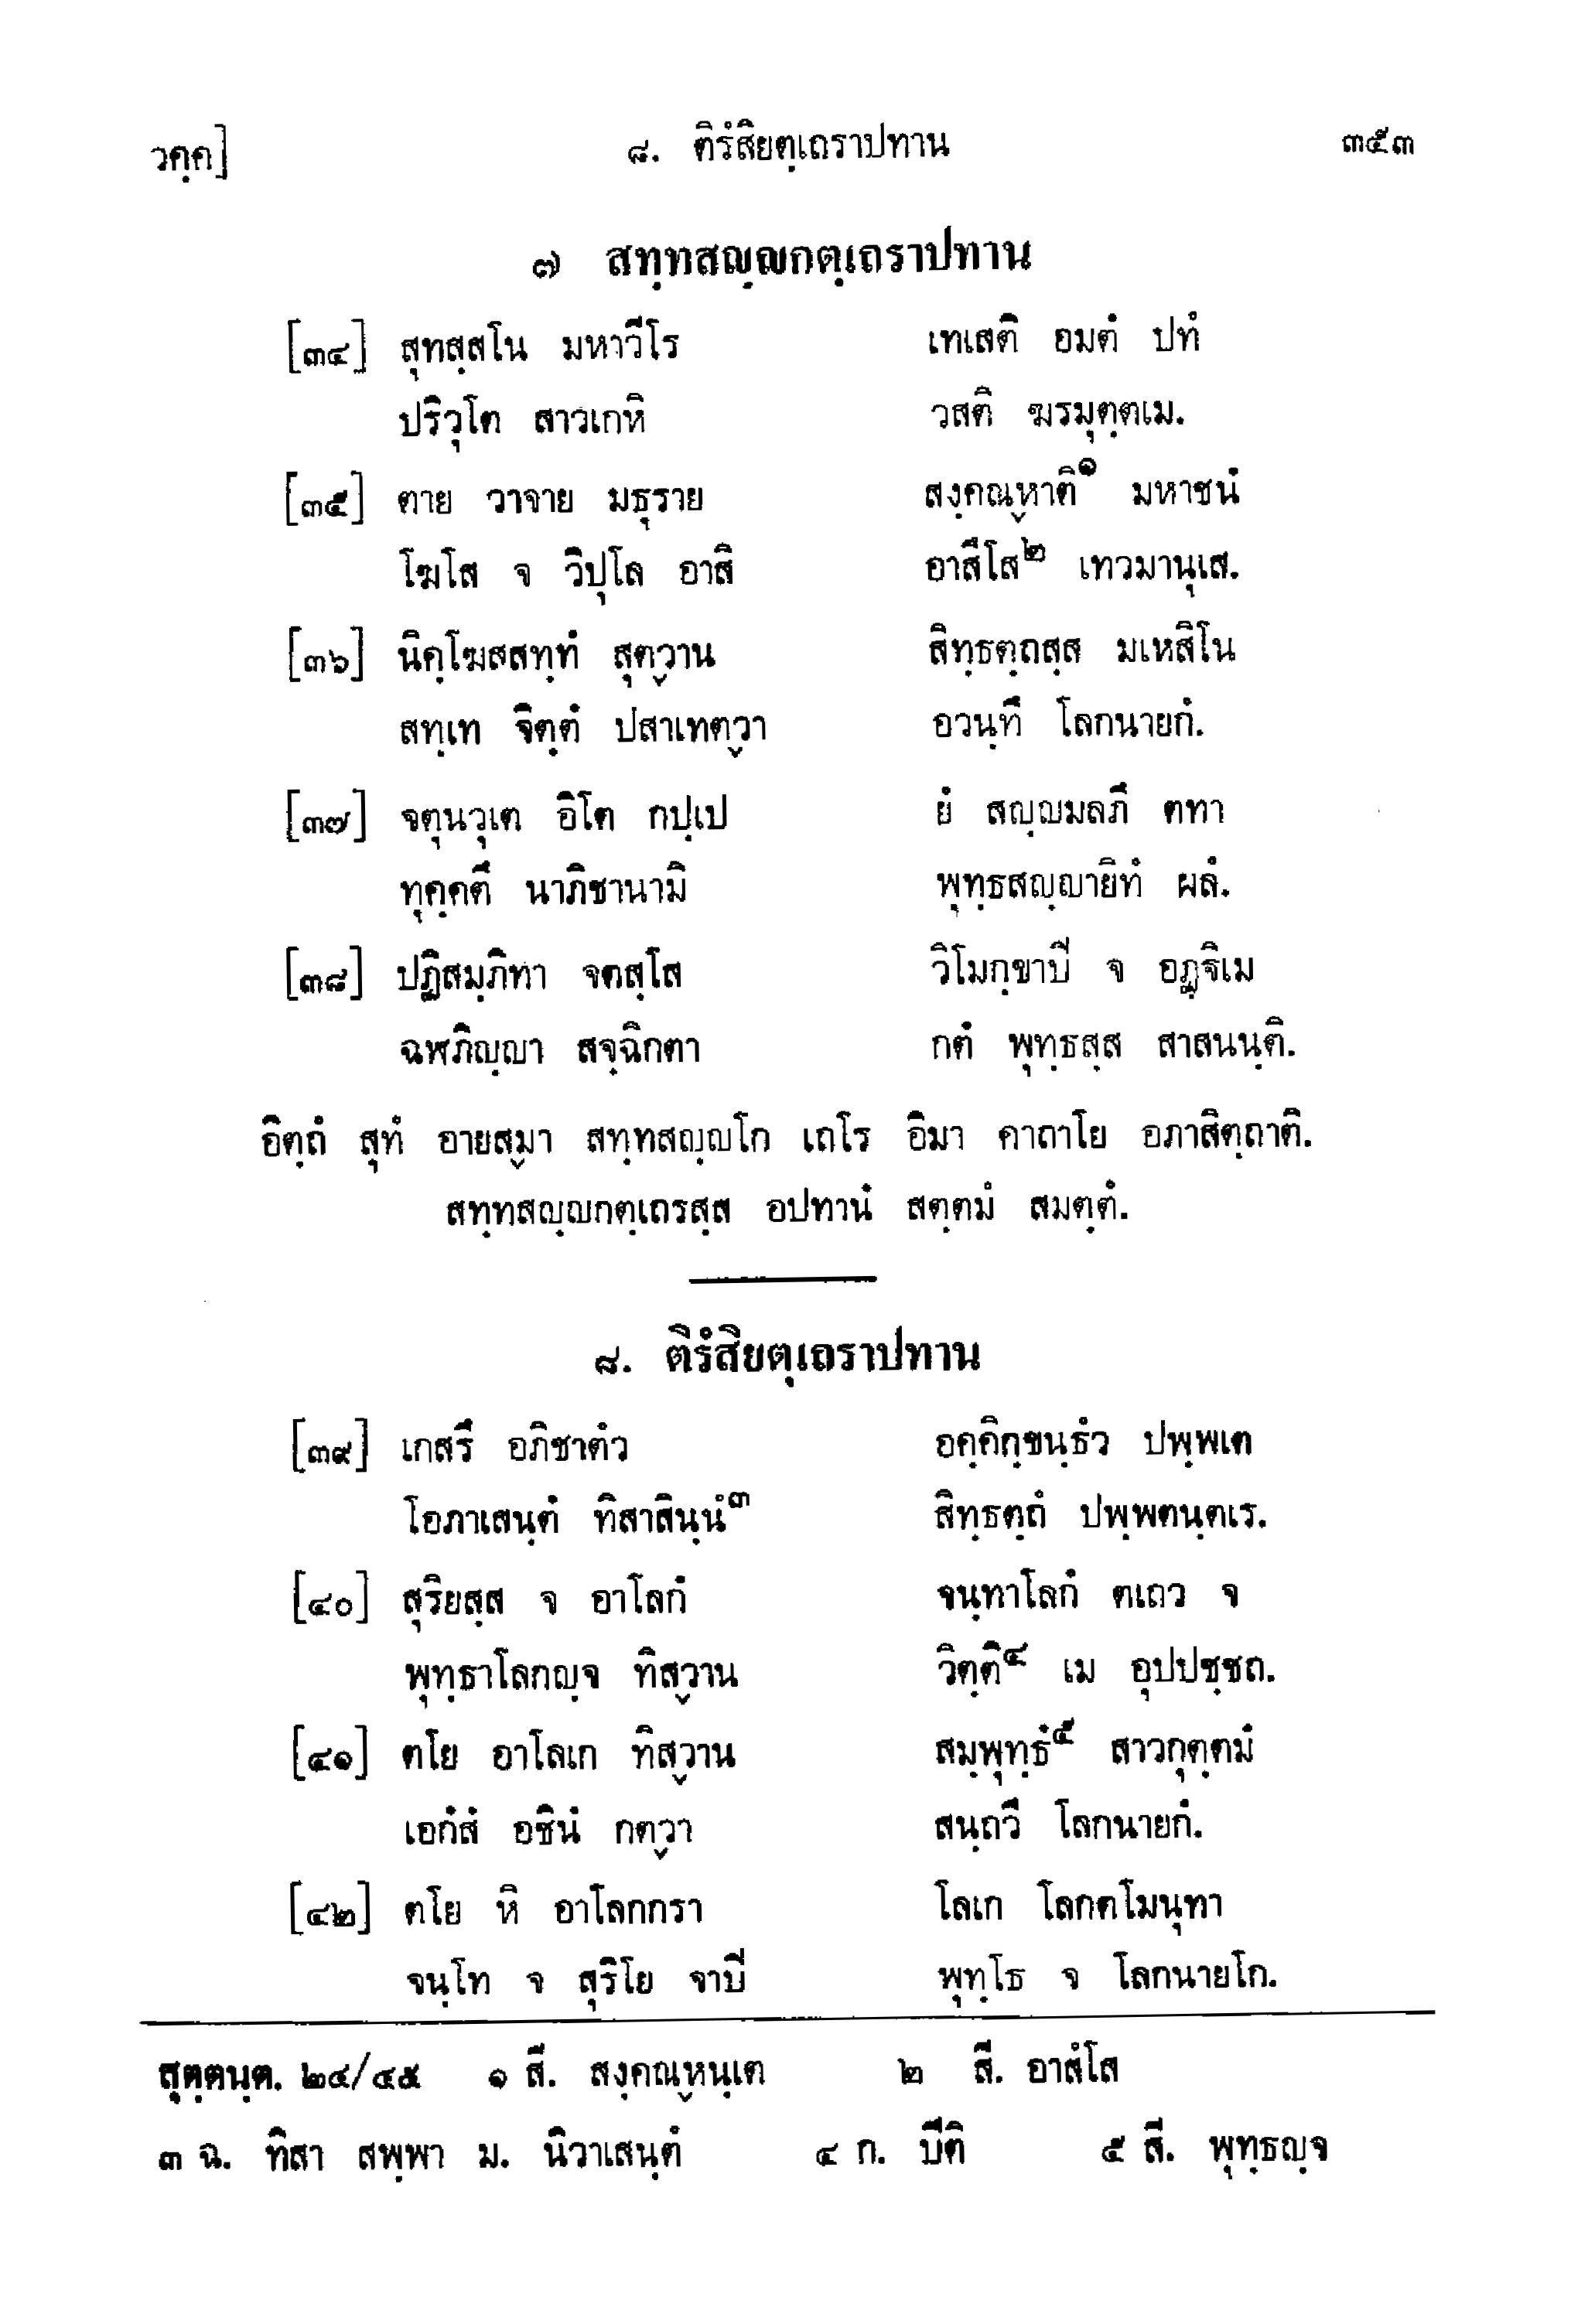 วคฺค] ๘. ติรํสิยตฺเถราปทาน ๓๕๓
๗ สทฺทสญฺญกตฺเถราปทาน
[๓๔] สุทสฺสโน มหาวีโร เทเสติ อมตํ ปทํ
ปริวุโต สาวเกหิ วสติ ฆรมุตฺตเม.
[๓๕] ตาย วาจาย มธุราย สงฺคณฺหาติ๑ มหาชนํ
โฆโส จ วิปุโล อาสิ อาสึโส๒ เทวมานุเส.
[๓๖] นิคฺโฆสสทฺทํ สุตฺวาน สิทฺธตฺถสฺส มเหสิโน
สทฺเท จิตฺตํ ปสาเทตฺวา อวนฺทึ โลกนายกํ.
[๓๗] จตุนวุเต อิโต กปฺเป ยํ สญฺญมลภึ ตทา
ทุคฺคตึ นาภิชานามิ พุทฺธสญฺญายิทํ ผลํ.
[๓๘] ปฏิสมฺภิทา จตสฺโส วิโมกฺขาปิ จ อฏฺฐิเม
ฉฬภิญฺญา สจฺฉิกตา กตํ พุทฺธสฺส สาสนนฺติ.
อิตฺถํ สุทํ อายสฺมา สทฺทสญฺญโก เถโร อิมา คาถาโย อภาสิตฺถาติ.
สทฺทสญฺญกตฺเถรสฺส อปทานํ สตฺตมํ สมตฺตํ.
๘. ติรํสิยตฺเถราปทาน
[๓๙] เกสรึ อภิชาตํว อคฺคิกฺขนฺธํว ปพฺพเต
โอภาเสนฺตํ ทิสาสินฺนํ๓ สิทฺธตฺถํ ปพฺพตนฺตเร.
[๔๐] สุริยสฺส จ อาโลกํ จนฺทาโลกํ ตเถว จ
พุทฺธาโลกญฺจ ทิสฺวาน วิตฺติ๔ เม อุปปชฺชถ.
[๔๑] ตโย อาโลเก ทิสฺวาน สมฺพุทฺธํ๕ สาวกุตฺตมํ
เอกํสํ อชินํ กตฺวา สนฺถวึ โลกนายกํ.
[๔๒] ตโย หิ อาโลกกรา โลเก โลกตโมนุทา
จนฺโท จ สุริโย จาปิ พุทฺโธ จ โลกนายโก.
สุตฺตนฺต. ๒๔/๔๕ ๑ สี. สงฺคณฺหนฺเต ๒ สี. อาสํโส
๓ ฉ. ทิสา สพฺพา ม. นิวาเสนฺตํ ๔ ก. ปีติ ๕ สี. พุทฺธญฺจ